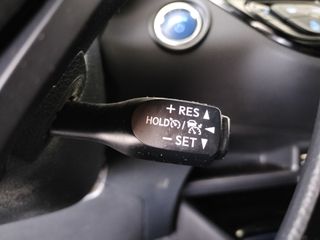 + RES ▲
HOLD / ◀
− SET ▼